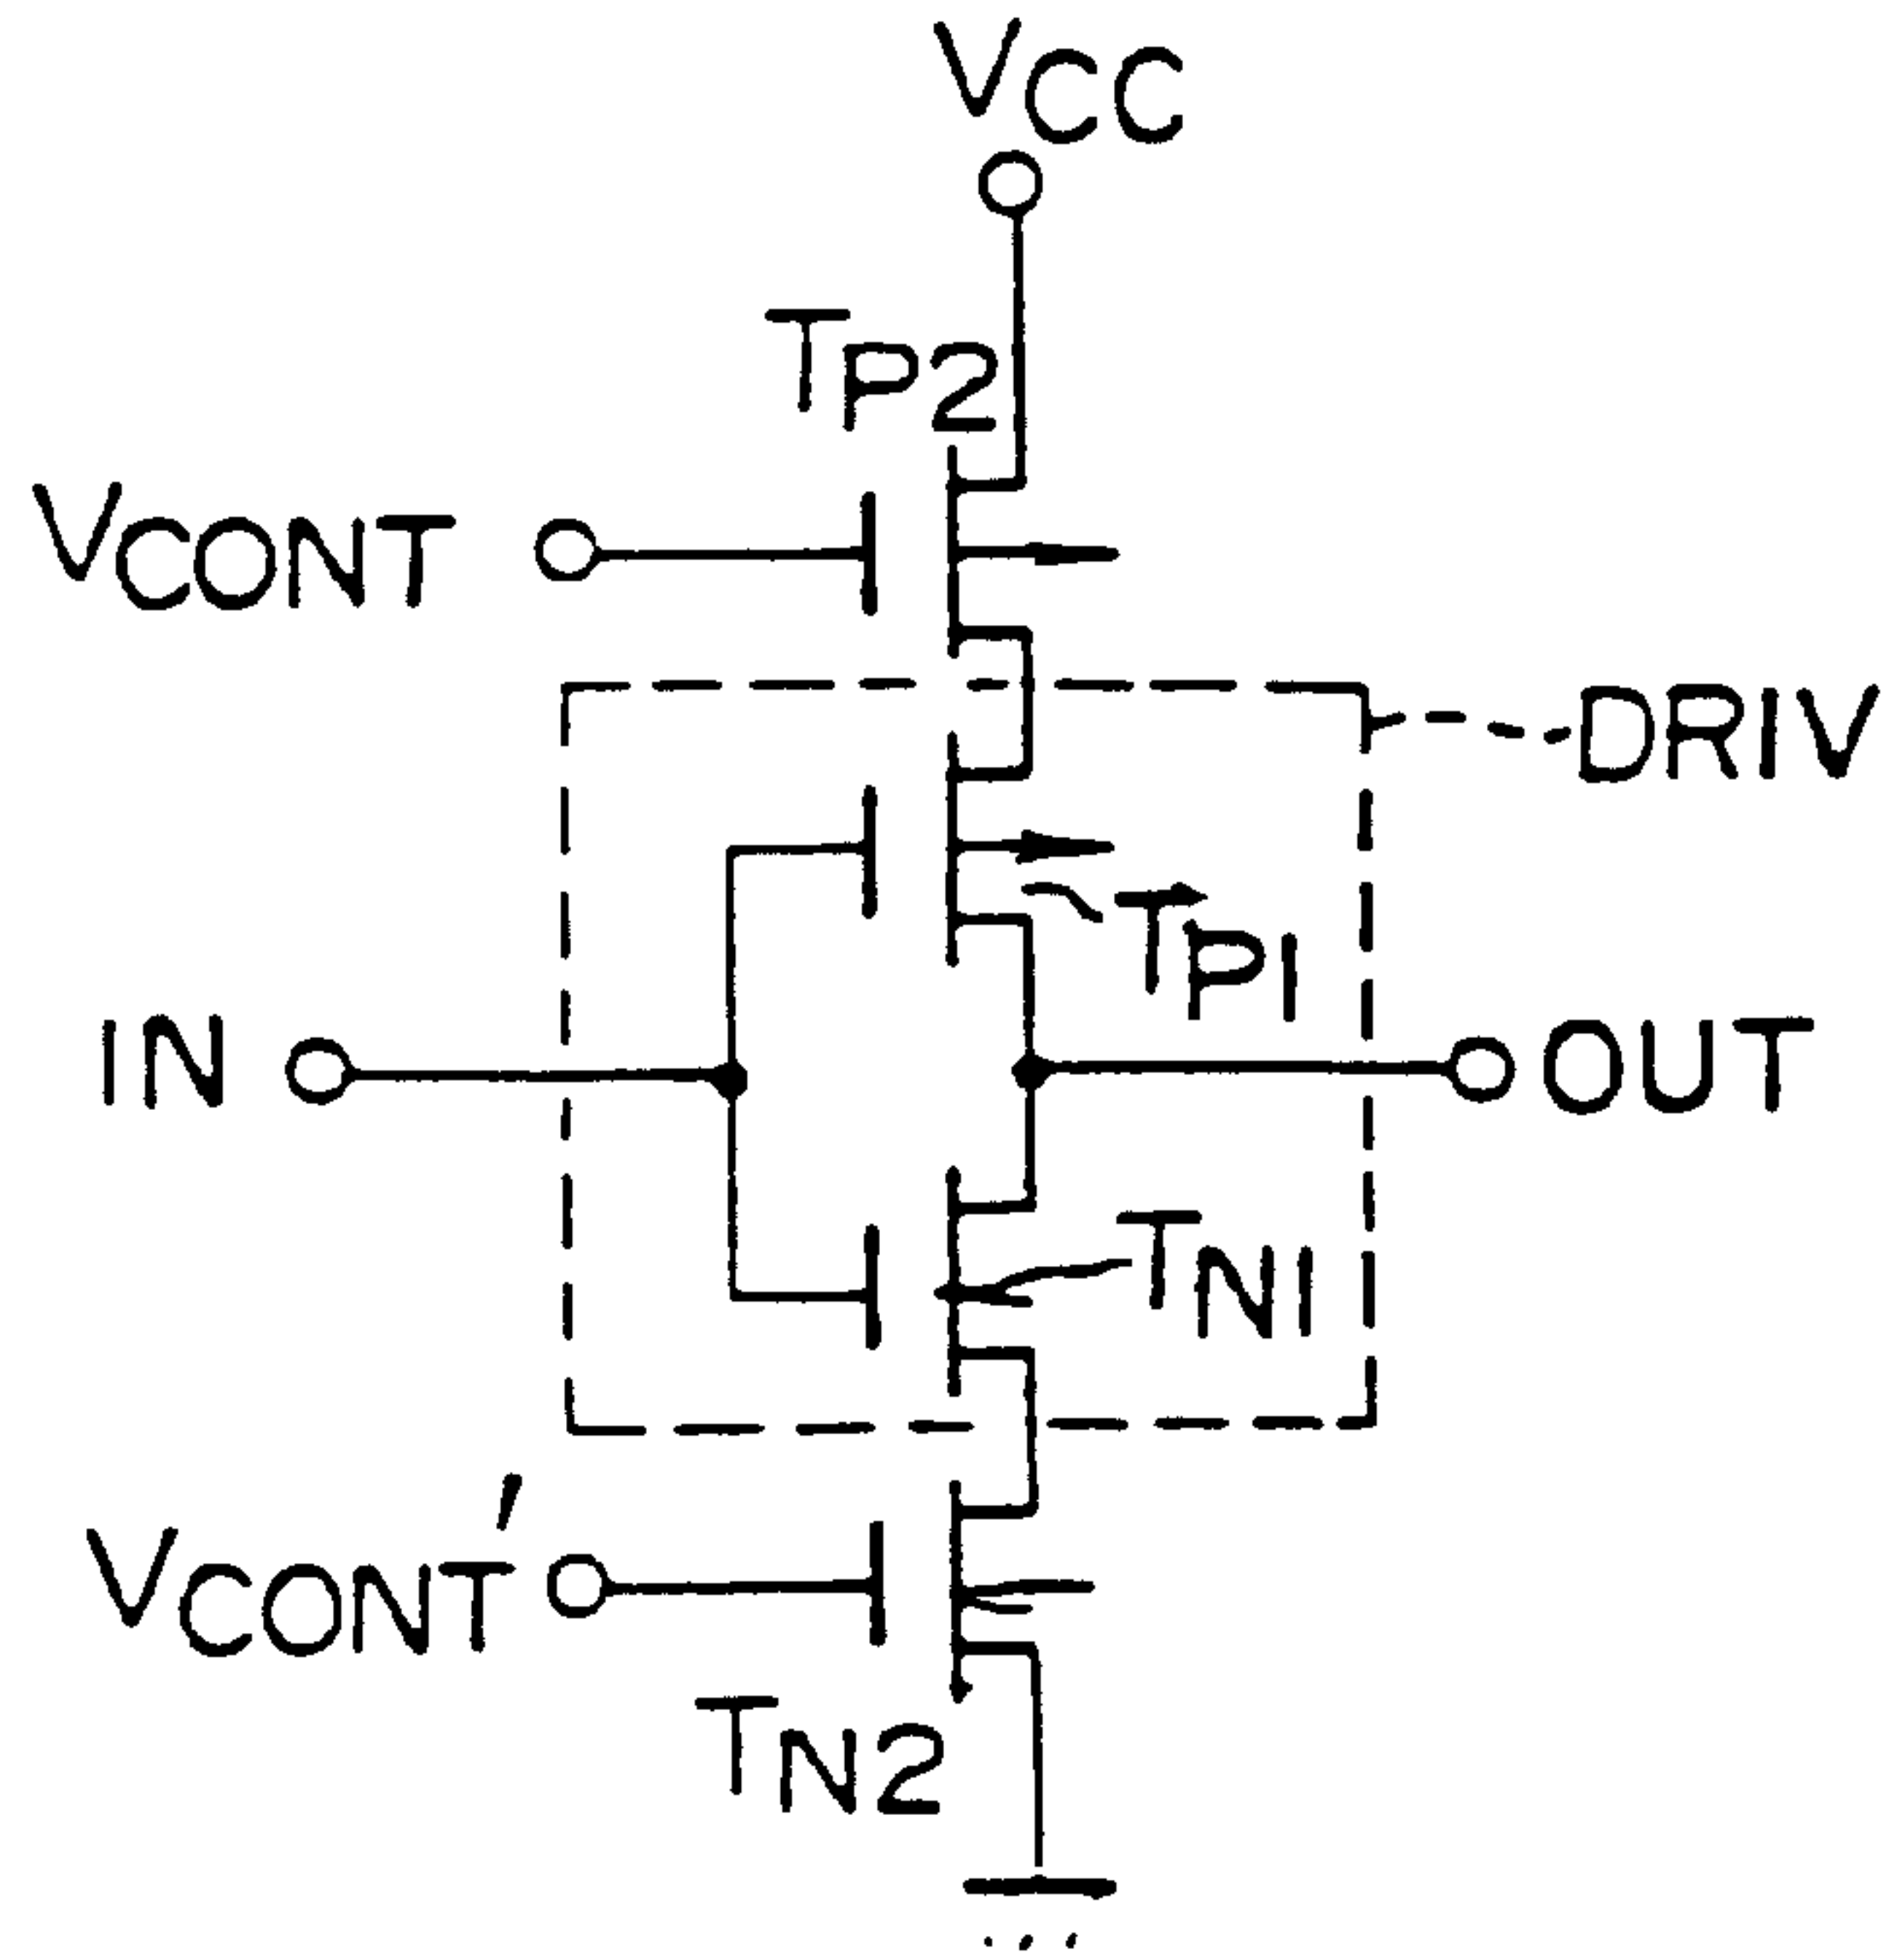 VCC
TP2
VCONT
DRIV
TP1
IN
OUT
TN1
VCONT'
TN2